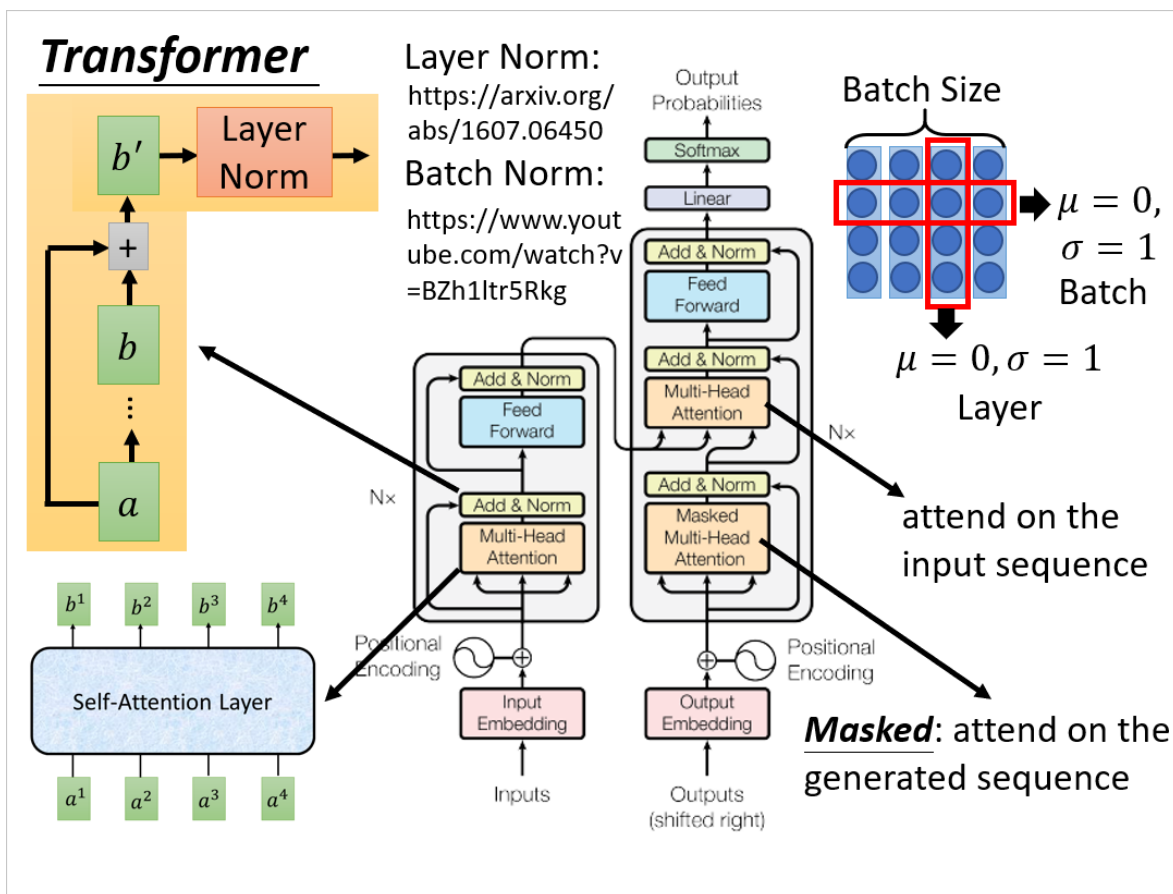 Transformer
b′
Layer
Norm
+
b
⋮
a
Layer Norm:
https://arxiv.org/
abs/1607.06450
Batch Norm:
https://www.yout
ube.com/watch?v
=BZh1ltr5Rkg
Output
Probabilities
Softmax
Linear
Add & Norm
Feed
Forward
Add & Norm
Multi-Head
Attention
N×
Add & Norm
Masked
Multi-Head
Attention
Positional
Encoding
Output
Embedding
Outputs
(shifted right)
Add & Norm
Feed
Forward
N×
Add & Norm
Multi-Head
Attention
Positional
Encoding
Input
Embedding
Inputs
Batch Size
μ = 0,
σ = 1
Batch
μ = 0, σ = 1
Layer
attend on the
input sequence
Masked: attend on the
generated sequence
b¹ b² b³ b⁴
Self-Attention Layer
a¹ a² a³ a⁴